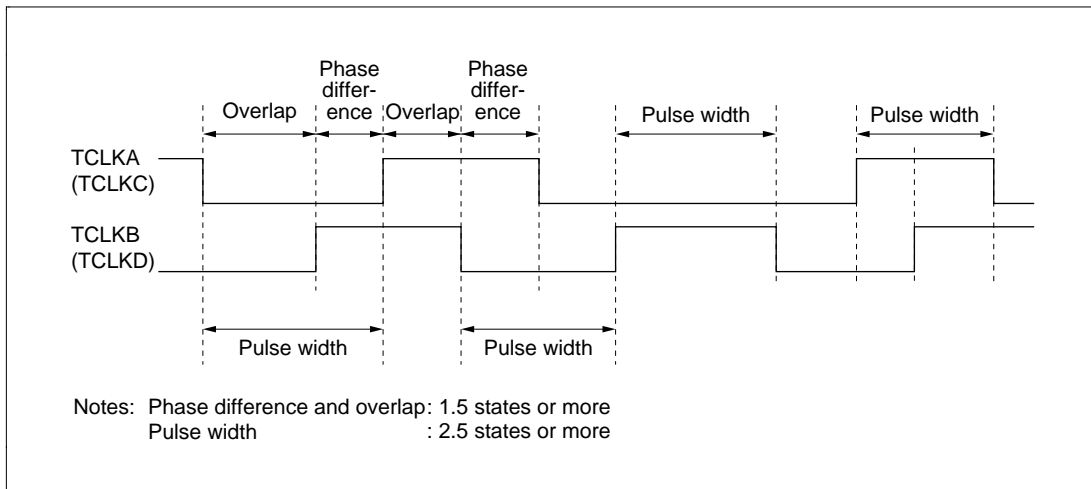 Phase
differ-
ence
Phase
differ-
ence
Overlap
Overlap
Pulse width
Pulse width
TCLKA
(TCLKC)
TCLKB
(TCLKD)
Pulse width
Pulse width
Notes: Phase difference and overlap : 1.5 states or more
Pulse width : 2.5 states or more